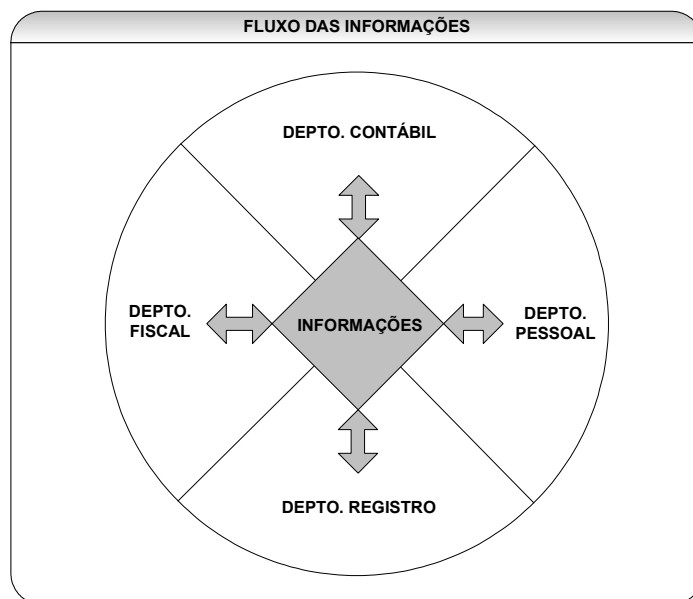 FLUXO DAS INFORMAÇÕES
DEPTO. CONTÁBIL
DEPTO.
FISCAL
INFORMAÇÕES
DEPTO.
PESSOAL
DEPTO. REGISTRO